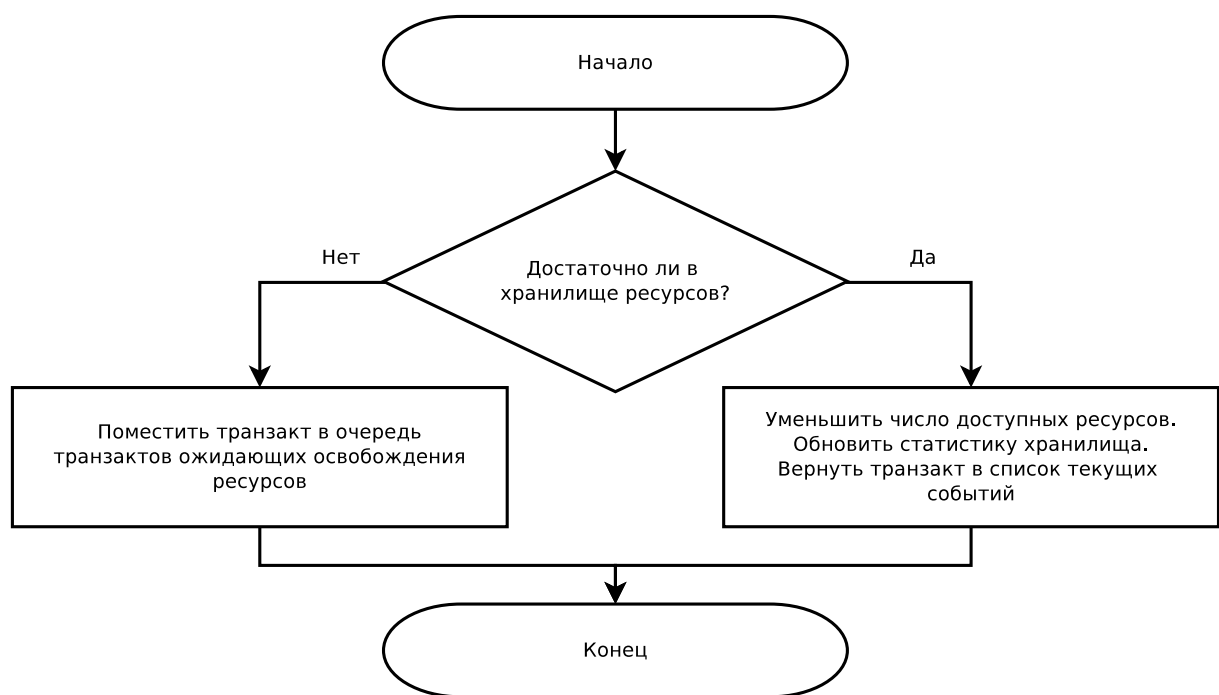 Начало
Нет
Да
Достаточно ли в
хранилище ресурсов?
Поместить транзакт в очередь
транзактов ожидающих освобождения
ресурсов
Уменьшить число доступных ресурсов.
Обновить статистику хранилища.
Вернуть транзакт в список текущих
событий
Конец